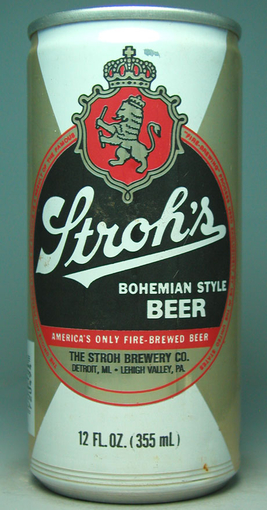 Stroh's
BOHEMIAN STYLE
BEER
AMERICA'S ONLY FIRE-BREWED BEER
THE STROH BREWERY CO.
DETROIT, MI. • LEHIGH VALLEY, PA.
12 FL. OZ. (355 mL)